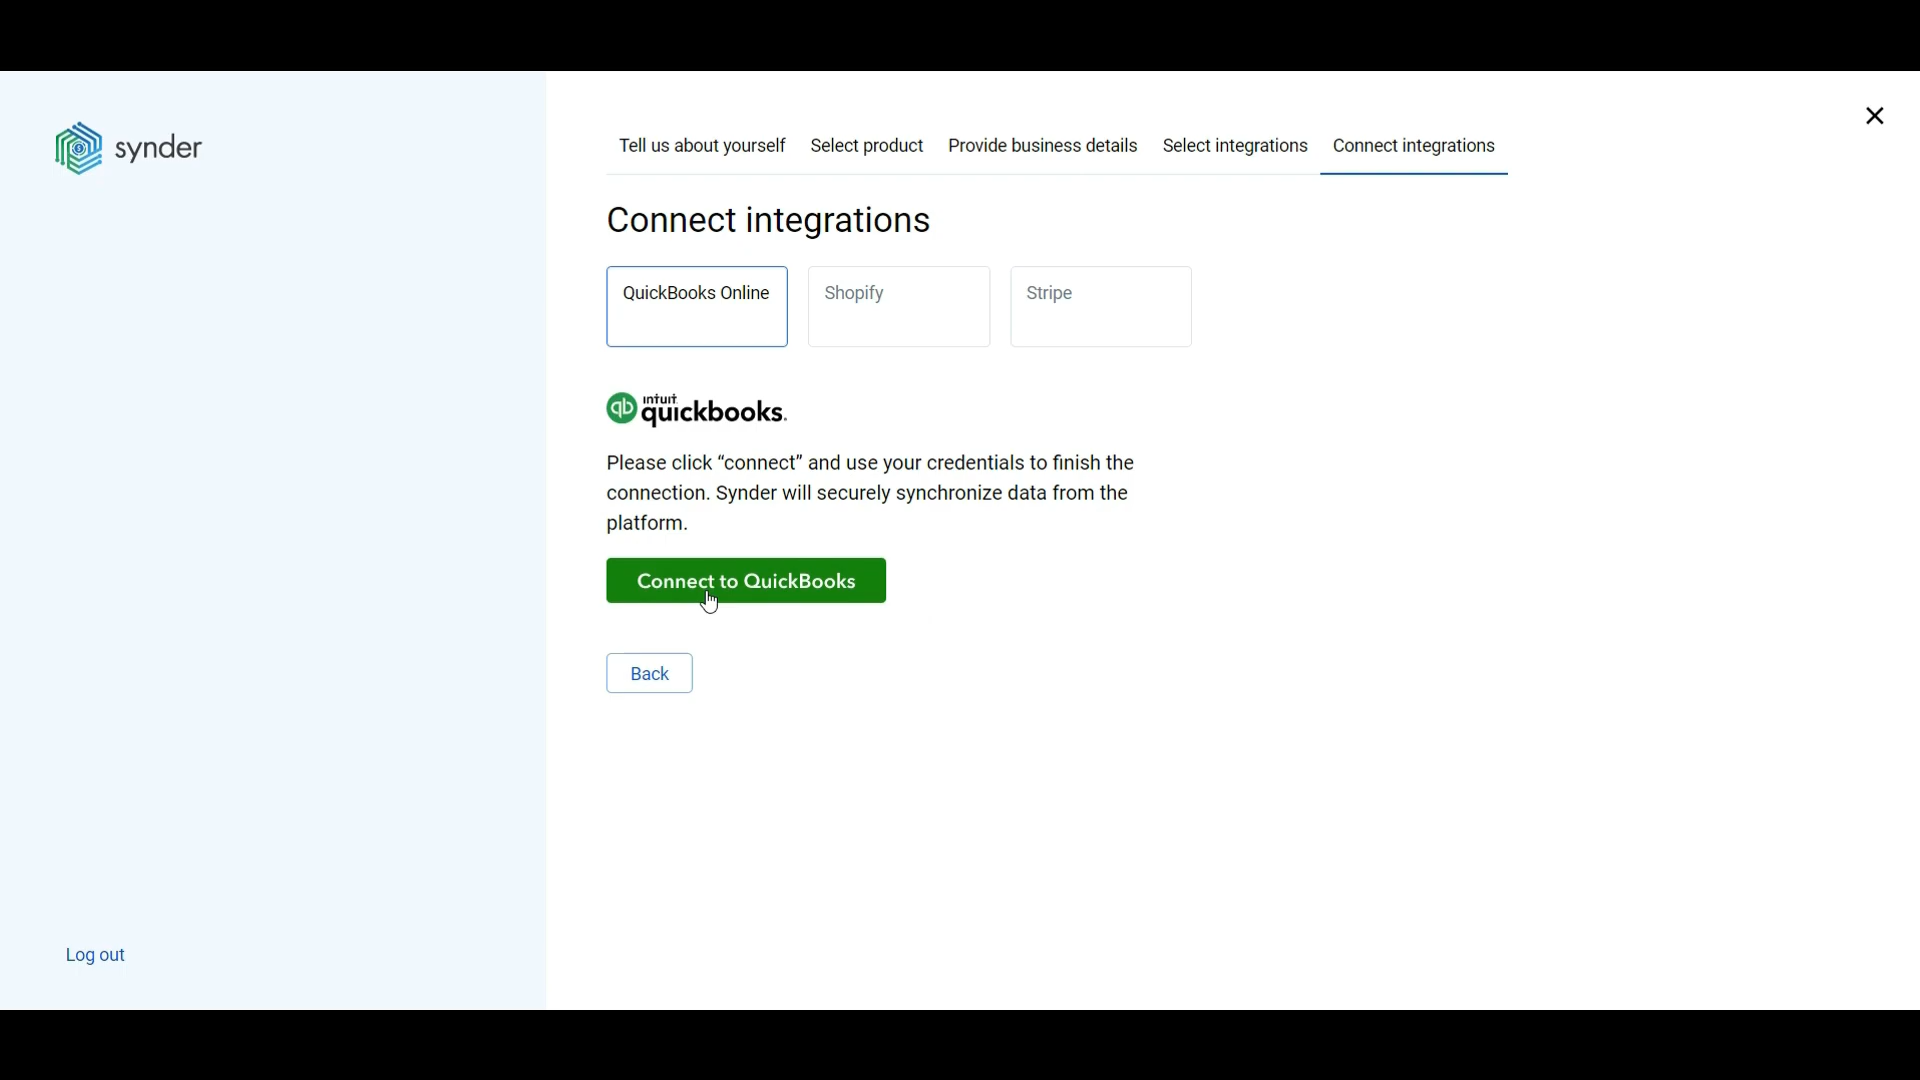 synder
Tell us about yourself Select product Provide business details Select integrations Connect integrations
Connect integrations
QuickBooks Online Shopify Stripe
qb intuit quickbooks.
Please click “connect” and use your credentials to finish the
connection. Synder will securely synchronize data from the
platform.
Connect to QuickBooks
Back
Log out